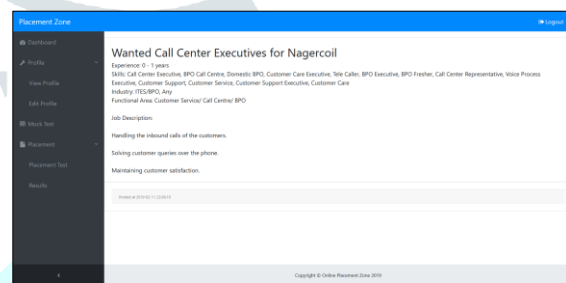 Placement Zone
Logout
Dashboard
Profile
View Profile
Edit Profile
Mock Test
Placement
Placement Test
Results
Wanted Call Center Executives for Nagercoil
Experience: 0 - 1 years
Skills: Call Center Executive, BPO Call Centre, Domestic BPO, Customer Care Executive, Tele Caller, BPO Executive, BPO Fresher, Call Center Representative, Voice Process
Executive, Customer Support, Customer Service, Customer Support Executive, Customer Care
Industry: ITES/BPO, Any
Functional Area: Customer Service/ Call Centre/ BPO
Job Description:
Handling the inbound calls of the customers.
Solving customer queries over the phone.
Maintaining customer satisfaction.
Posted at
Copyright © Online Placement Zone 2019